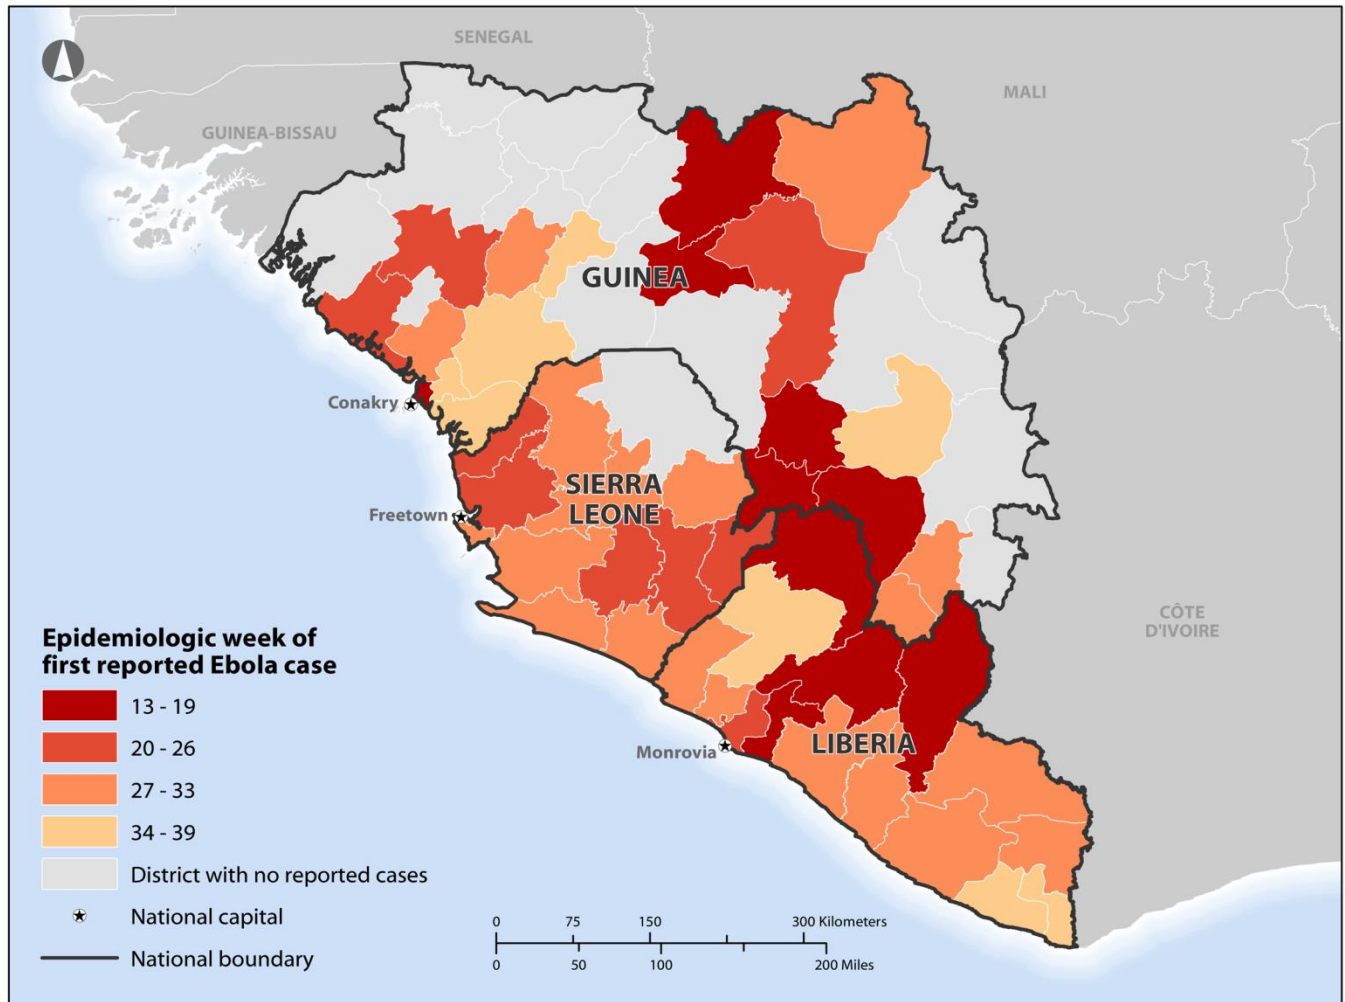 SENEGAL
MALI
GUINEA-BISSAU
GUINEA
Conakry
SIERRA
LEONE
Freetown
CÔTE
D'IVOIRE
LIBERIA
Monrovia
Epidemiologic week of
first reported Ebola case
13 - 19
20 - 26
27 - 33
34 - 39
District with no reported cases
National capital
National boundary
0 75 150 300 Kilometers
0 50 100 200 Miles